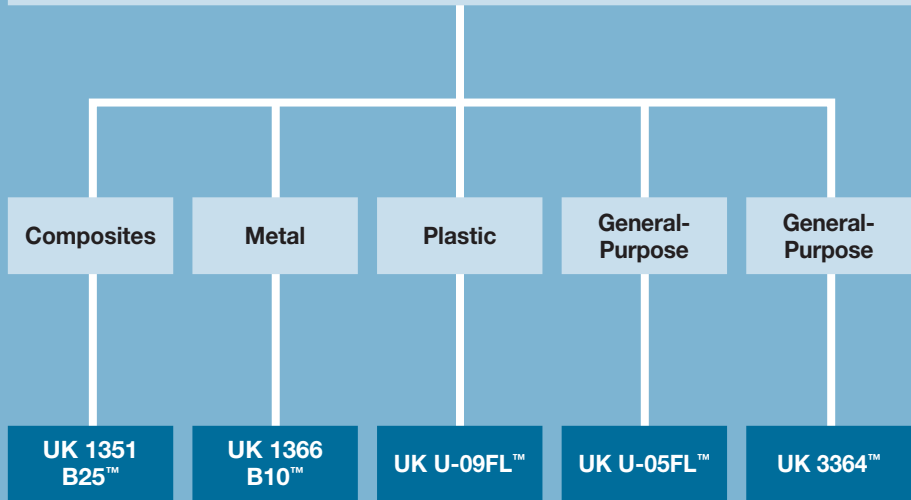 Composites
Metal
Plastic
General-
Purpose
General-
Purpose
UK 1351
B25™
UK 1366
B10™
UK U-09FL™
UK U-05FL™
UK 3364™